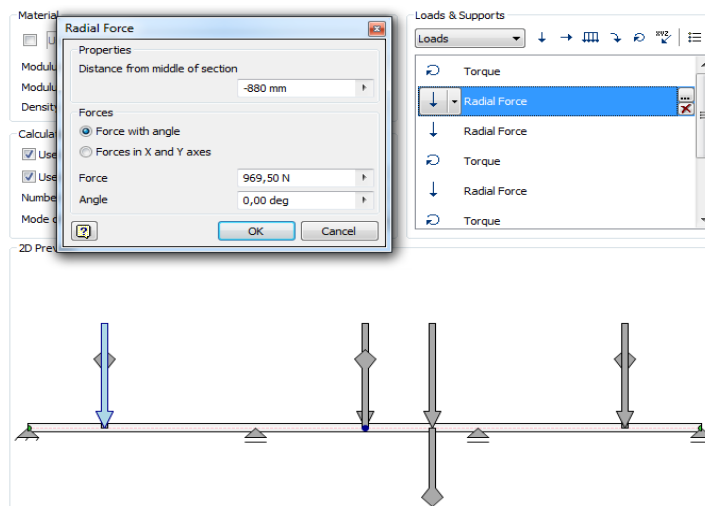 Material
Radial Force
Properties
Distance from middle of section
-880 mm
Forces
Force with angle
Forces in X and Y axes
Force
969,50 N
Angle
0,00 deg
OK
Cancel
Modulu
Modulu
Density
Calculat
Use
Use
Numbe
Mode o
Loads & Supports
Loads
Torque
Radial Force
Radial Force
Torque
Radial Force
Torque
2D Prev